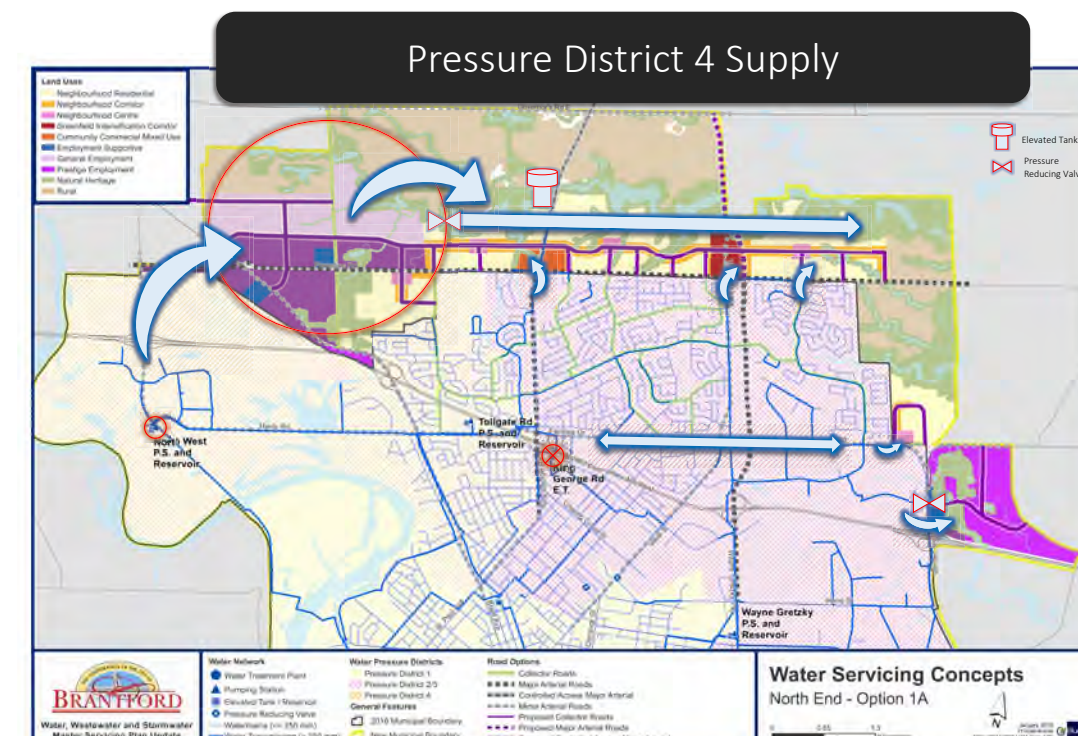 Pressure District 4 Supply
Land Uses
Neighbourhood Residential
Neighbourhood Corridor
Neighbourhood Centre
Greenfield Intensification Corridor
Community Commercial Mixed Use
Employment Supportive
General Employment
Prestige Employment
Natural Heritage
Rural
Elevated Tank
Pressure
Reducing Valv
North West
P.S. and
Reservoir
Hardy Rd
Tollgate Rd
P.S. and
Reservoir
King
George Rd
E.T.
Wayne Gretzky
P.S. and
Reservoir
BRANTFORD
Water, Wastewater and Stormwater
Master Servicing Plan Update
Water Network
Water Treatment Plant
Pumping Station
Elevated Tank / Reservoir
Pressure Reducing Valve
Water Pressure Districts
Pressure District 1
Pressure District 2/3
Pressure District 4
General Features
2016 Municipal Boundary
New Municipal Boundary
Road Options
Collector Roads
Major Arterial Roads
Controlled Access Major Arterial
Minor Arterial Roads
Proposed Collector Roads
Proposed Major Arterial Roads
Water Servicing Concepts
North End - Option 1A
N